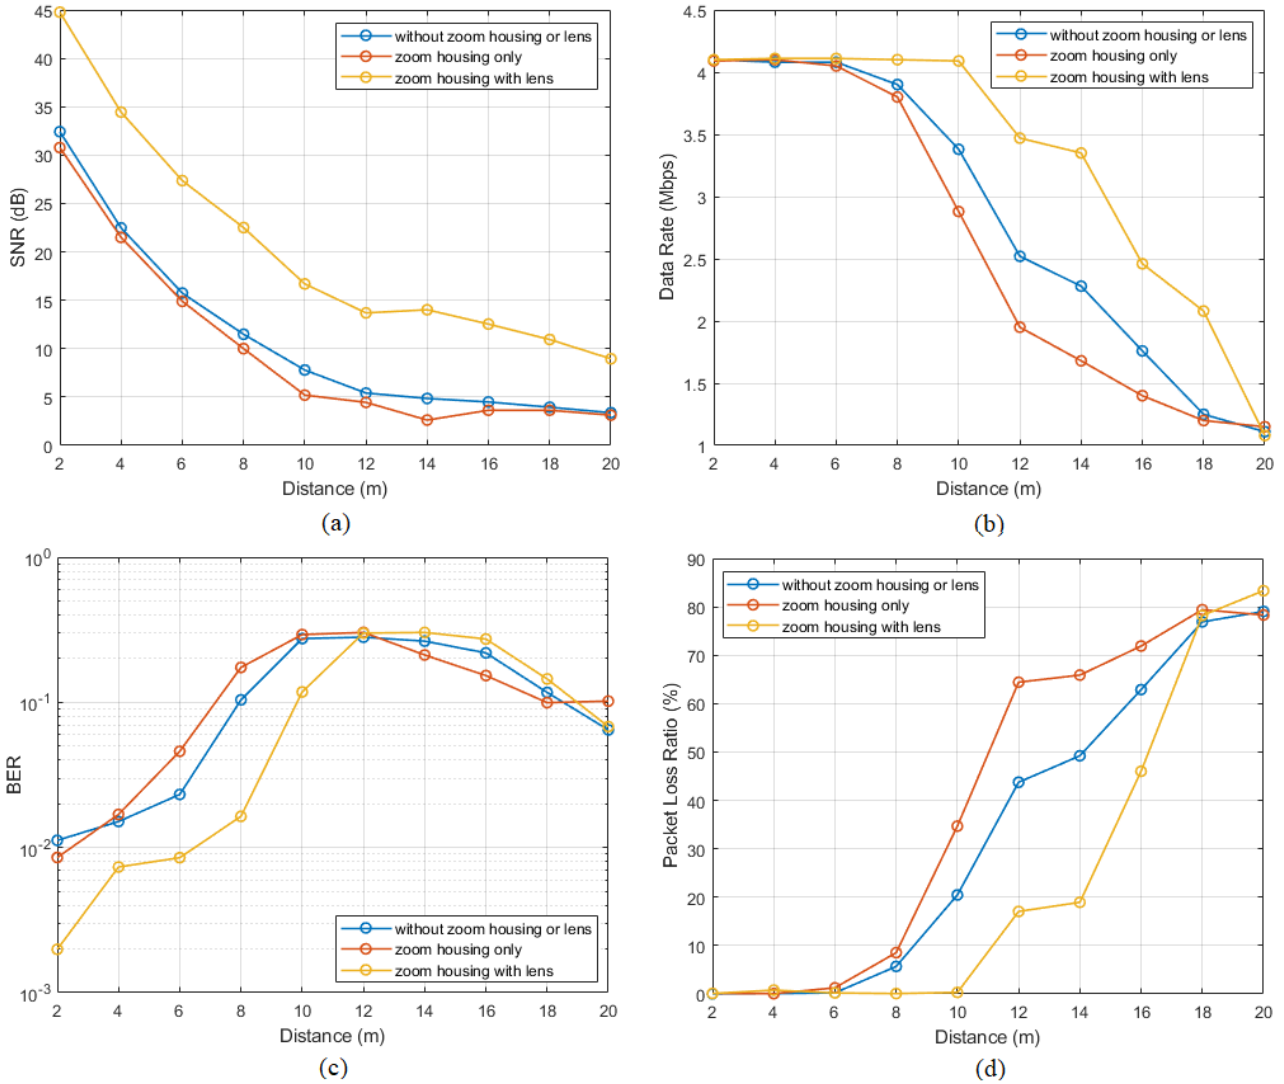 45
40
35
30
25
20
15
10
5
0
SNR (dB)
without zoom housing or lens
zoom housing only
zoom housing with lens
2 4 6 8 10 12 14 16 18 20
Distance (m)
(a)
4.5
4
3.5
3
2.5
2
1.5
1
Data Rate (Mbps)
without zoom housing or lens
zoom housing only
zoom housing with lens
2 4 6 8 10 12 14 16 18 20
Distance (m)
(b)
10^0
10^-1
10^-2
10^-3
BER
without zoom housing or lens
zoom housing only
zoom housing with lens
2 4 6 8 10 12 14 16 18 20
Distance (m)
(c)
90
80
70
60
50
40
30
20
10
0
Packet Loss Ratio (%)
without zoom housing or lens
zoom housing only
zoom housing with lens
2 4 6 8 10 12 14 16 18 20
Distance (m)
(d)